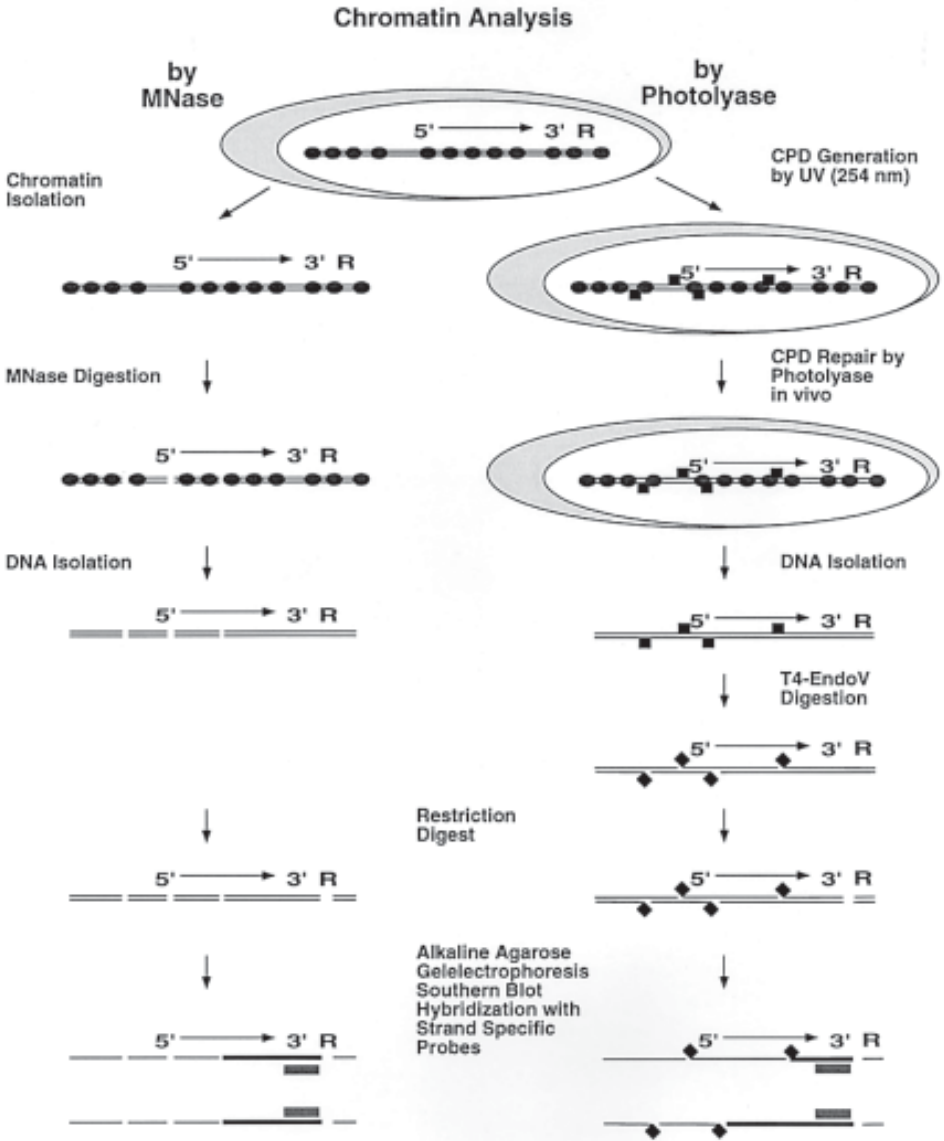 Chromatin Analysis
by
MNase
by
Photolyase
5' 3' R
CPD Generation
by UV (254 nm)
Chromatin
Isolation
5' 3' R
5' 3' R
MNase Digestion
CPD Repair by
Photolyase
in vivo
5' 3' R
5' 3' R
DNA Isolation
DNA Isolation
5' 3' R
5' 3' R
T4-EndoV
Digestion
5' 3' R
Restriction
Digest
5' 3' R
5' 3' R
Alkaline Agarose
Gelelectrophoresis
Southern Blot
Hybridization with
Strand Specific
Probes
5' 3' R
5' 3' R